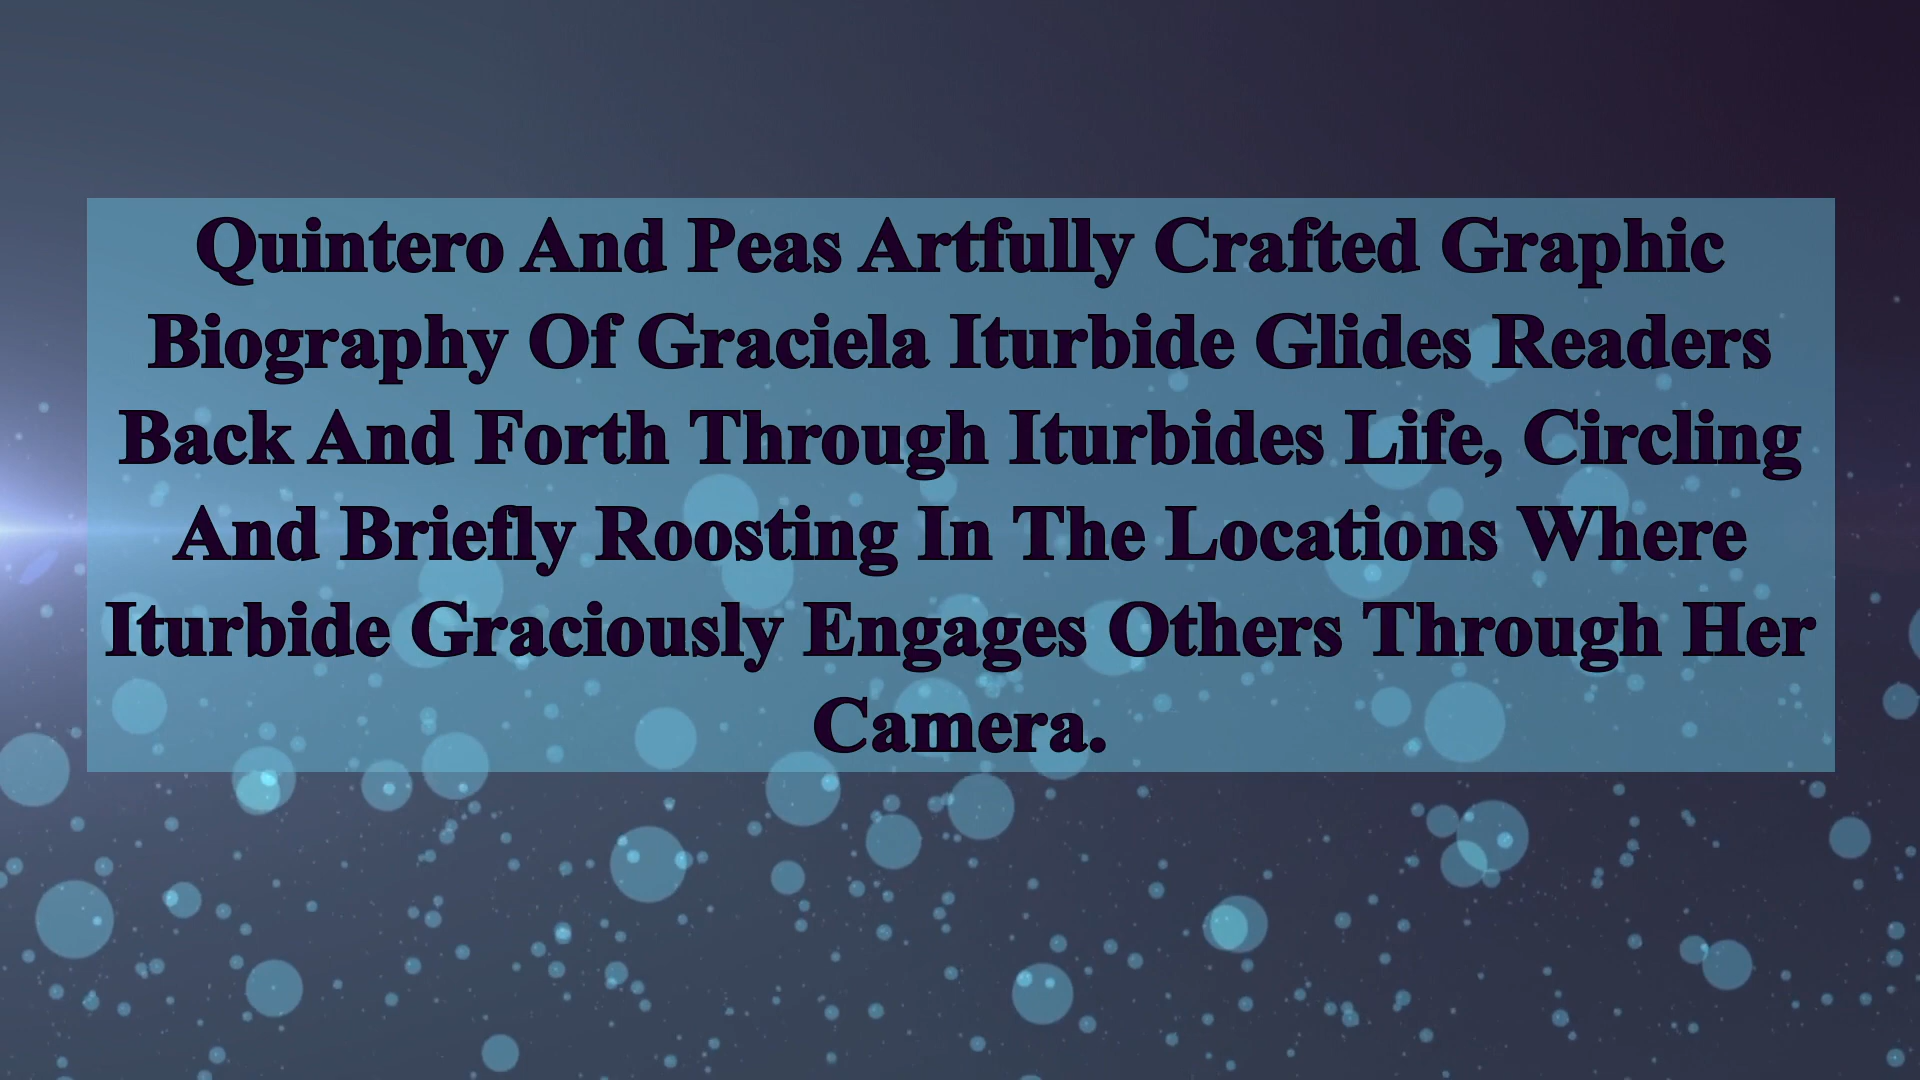 Quintero And Peas Artfully Crafted Graphic
Biography Of Graciela Iturbide Glides Readers
Back And Forth Through Iturbides Life, Circling
And Briefly Roosting In The Locations Where
Iturbide Graciously Engages Others Through Her
Camera.